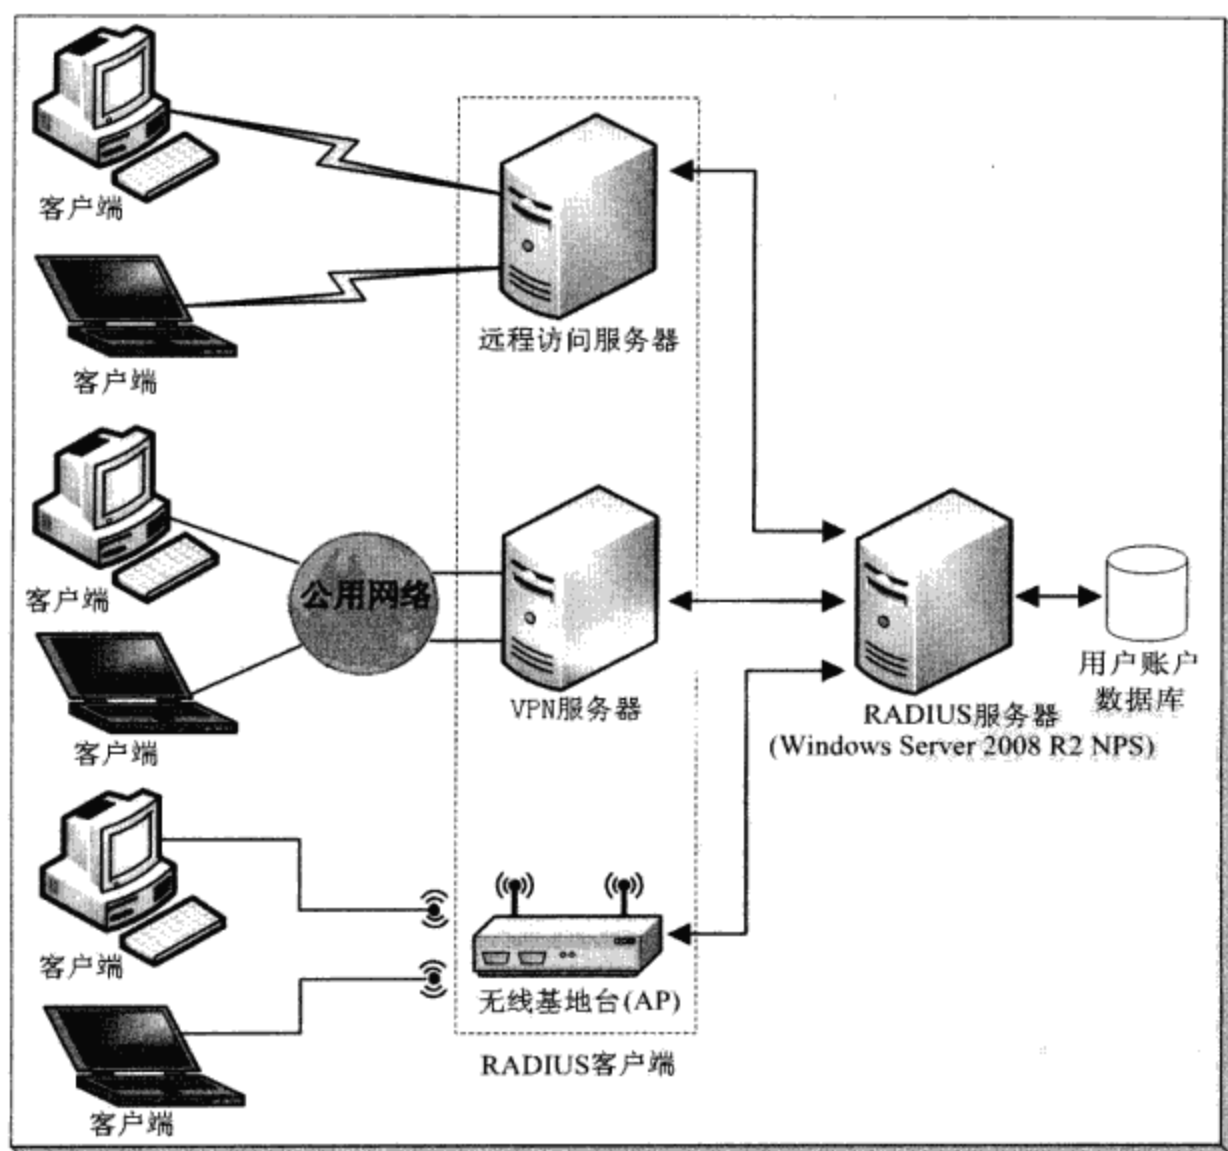 客户端
客户端
远程访问服务器
客户端
公用网络
客户端
VPN服务器
RADIUS服务器
(Windows Server 2008 R2 NPS)
用户账户
数据库
客户端
无线基地台(AP)
客户端
RADIUS客户端